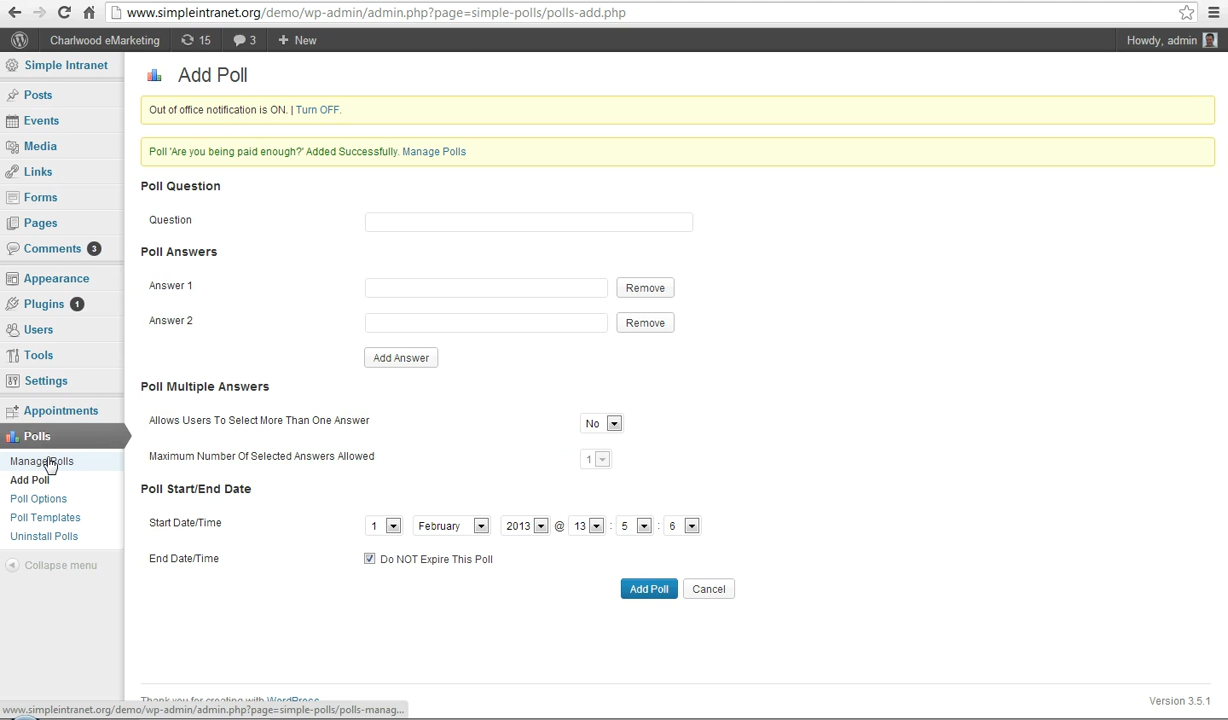 www.simpleintranet.org/demo/wp-admin/admin.php?page=simple-polls/polls-add.php
Charlwood eMarketing 15 3 + New Howdy, admin
Simple Intranet
Posts
Events
Media
Links
Forms
Pages
Comments 3
Appearance
Plugins 1
Users
Tools
Settings
Appointments
Polls
Manage Polls
Add Poll
Poll Options
Poll Templates
Uninstall Polls
Collapse menu
Add Poll
Out of office notification is ON. | Turn OFF.
Poll 'Are you being paid enough?' Added Successfully. Manage Polls
Poll Question
Question
Poll Answers
Answer 1 Remove
Answer 2 Remove
Add Answer
Poll Multiple Answers
Allows Users To Select More Than One Answer No
Maximum Number Of Selected Answers Allowed 1
Poll Start/End Date
Start Date/Time 1 February 2013 @ 13 : 5 : 6
End Date/Time Do NOT Expire This Poll
Add Poll Cancel
Thank you for creating with WordPress
Version 3.5.1
www.simpleintranet.org/demo/wp-admin/admin.php?page=simple-polls/polls-manag...